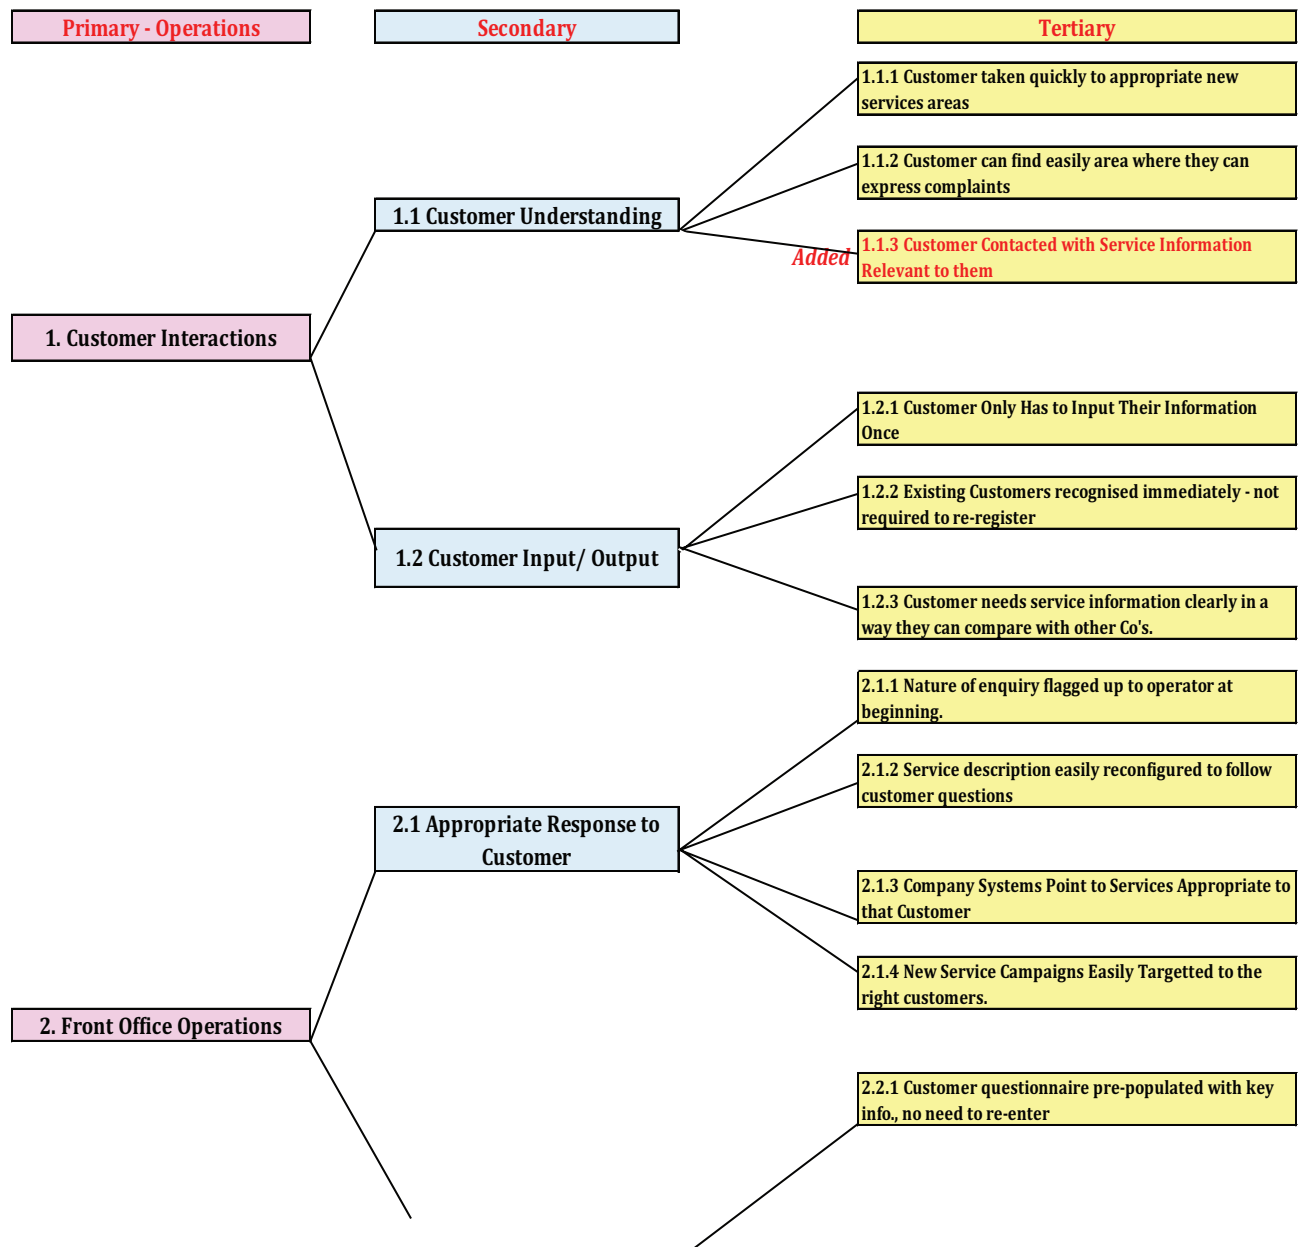 Primary - Operations
Secondary
Tertiary
1.1.1 Customer taken quickly to appropriate new
services areas
1.1.2 Customer can find easily area where they can
express complaints
1.1 Customer Understanding
Added
1.1.3 Customer Contacted with Service Information
Relevant to them
1. Customer Interactions
1.2.1 Customer Only Has to Input Their Information
Once
1.2.2 Existing Customers recognised immediately - not
required to re-register
1.2 Customer Input/ Output
1.2.3 Customer needs service information clearly in a
way they can compare with other Co's.
2.1.1 Nature of enquiry flagged up to operator at
beginning.
2.1.2 Service description easily reconfigured to follow
customer questions
2.1 Appropriate Response to
Customer
2.1.3 Company Systems Point to Services Appropriate to
that Customer
2.1.4 New Service Campaigns Easily Targetted to the
right customers.
2. Front Office Operations
2.2.1 Customer questionnaire pre-populated with key
info., no need to re-enter